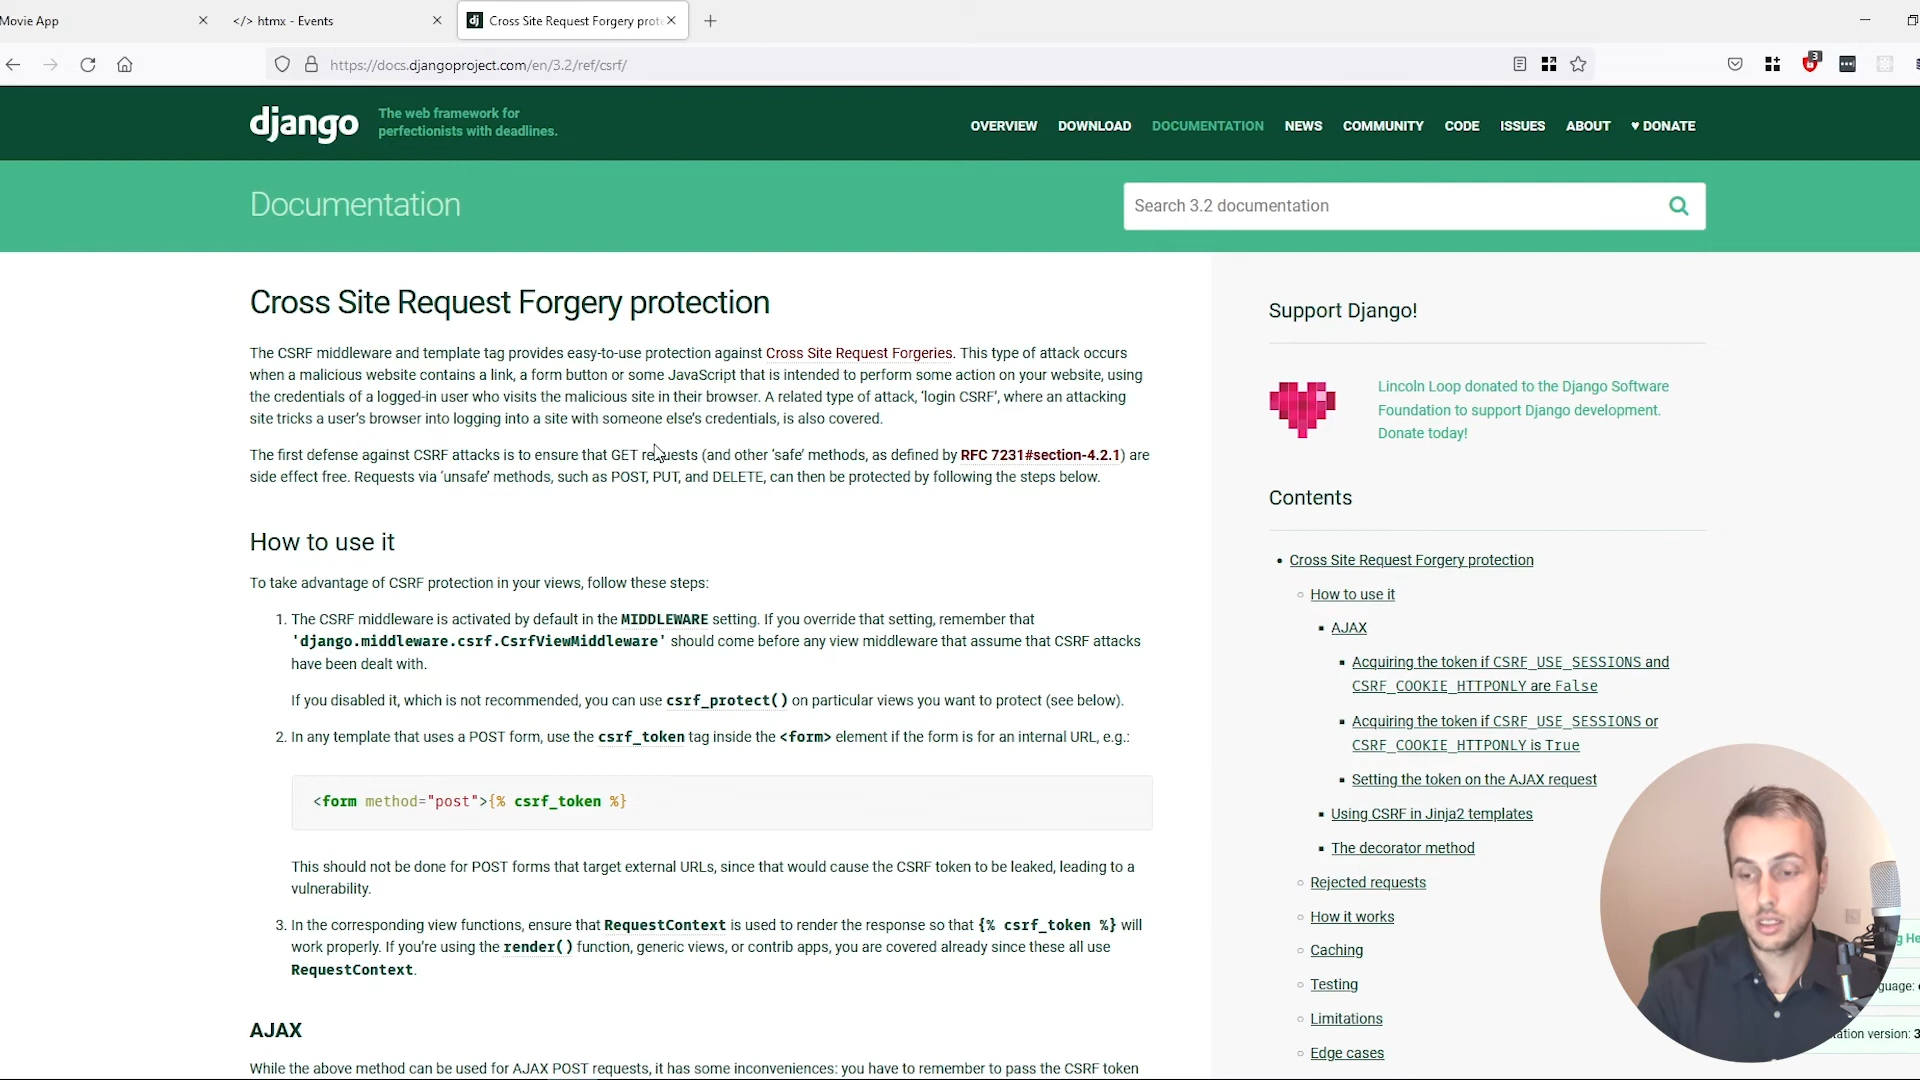 Movie App
</> htmx - Events
dj Cross Site Request Forgery prote
https://docs.djangoproject.com/en/3.2/ref/csrf/
3
django
The web framework for
perfectionists with deadlines.
OVERVIEW DOWNLOAD DOCUMENTATION NEWS COMMUNITY CODE ISSUES ABOUT ♥ DONATE
Documentation
Search 3.2 documentation
Cross Site Request Forgery protection
The CSRF middleware and template tag provides easy-to-use protection against Cross Site Request Forgeries. This type of attack occurs
when a malicious website contains a link, a form button or some JavaScript that is intended to perform some action on your website, using
the credentials of a logged-in user who visits the malicious site in their browser. A related type of attack, ‘login CSRF’, where an attacking
site tricks a user’s browser into logging into a site with someone else’s credentials, is also covered.
The first defense against CSRF attacks is to ensure that GET requests (and other ‘safe’ methods, as defined by RFC 7231#section-4.2.1) are
side effect free. Requests via ‘unsafe’ methods, such as POST, PUT, and DELETE, can then be protected by following the steps below.
How to use it
To take advantage of CSRF protection in your views, follow these steps:
1. The CSRF middleware is activated by default in the MIDDLEWARE setting. If you override that setting, remember that
'django.middleware.csrf.CsrfViewMiddleware' should come before any view middleware that assume that CSRF attacks
have been dealt with.
If you disabled it, which is not recommended, you can use csrf_protect() on particular views you want to protect (see below).
2. In any template that uses a POST form, use the csrf_token tag inside the <form> element if the form is for an internal URL, e.g.:
<form method="post">{% csrf_token %}
This should not be done for POST forms that target external URLs, since that would cause the CSRF token to be leaked, leading to a
vulnerability.
3. In the corresponding view functions, ensure that RequestContext is used to render the response so that {% csrf_token %} will
work properly. If you’re using the render() function, generic views, or contrib apps, you are covered already since these all use
RequestContext.
AJAX
While the above method can be used for AJAX POST requests, it has some inconveniences: you have to remember to pass the CSRF token
Support Django!
Lincoln Loop donated to the Django Software
Foundation to support Django development.
Donate today!
Contents
• Cross Site Request Forgery protection
○ How to use it
▪ AJAX
▪ Acquiring the token if CSRF_USE_SESSIONS and
CSRF_COOKIE_HTTPONLY are False
▪ Acquiring the token if CSRF_USE_SESSIONS or
CSRF_COOKIE_HTTPONLY is True
▪ Setting the token on the AJAX request
▪ Using CSRF in Jinja2 templates
▪ The decorator method
○ Rejected requests
○ How it works
○ Caching
○ Testing
○ Limitations
○ Edge cases
g He
guage:
ation version: 3